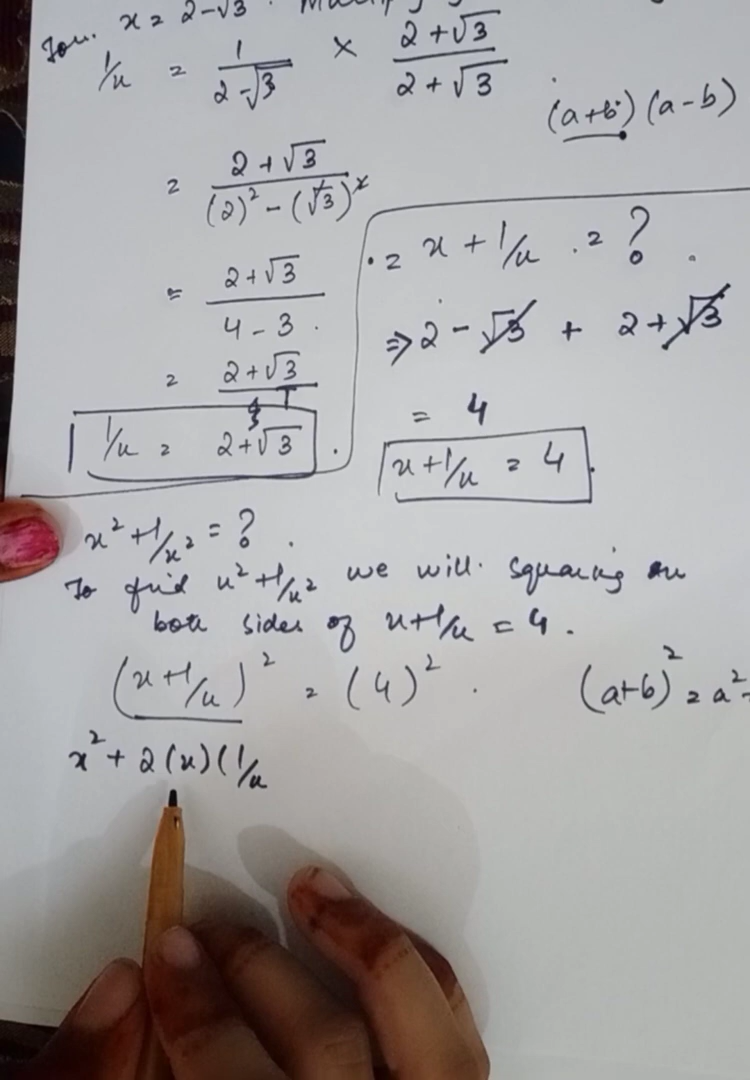 x = 2-√3.
1/x = 1/(2-√3) × (2+√3)/(2+√3)
(a+b)(a-b)
= (2+√3)/((2)² - (√3)²)
= (2+√3)/(4-3).
= (2+√3)/1
1/x = 2+√3.
= x + 1/x = ?
⇒ 2 - √3 + 2+√3
= 4
x+1/x = 4.
x²+1/x² = ?.
To find x²+1/x² we will squaring on
both sides of x+1/x = 4.
(x+1/x)² = (4)².
(a+b)² = a²
x² + 2(x)(1/x